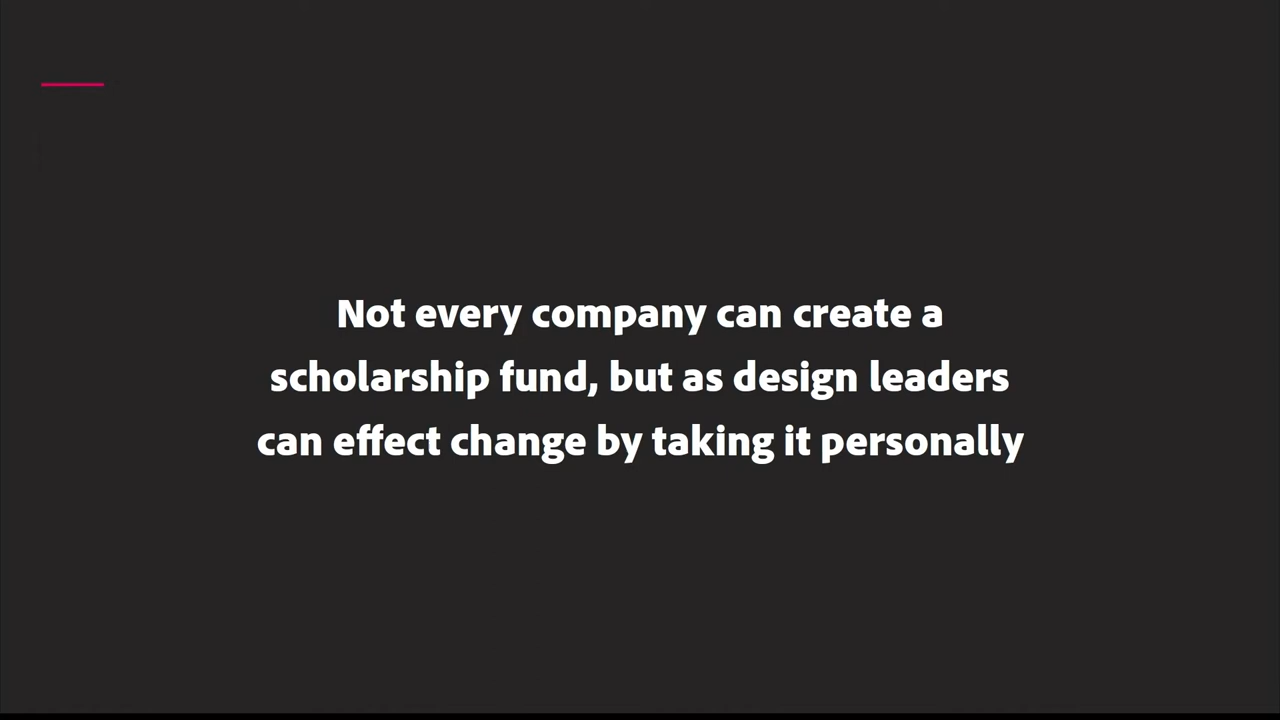 Not every company can create a
scholarship fund, but as design leaders
can effect change by taking it personally